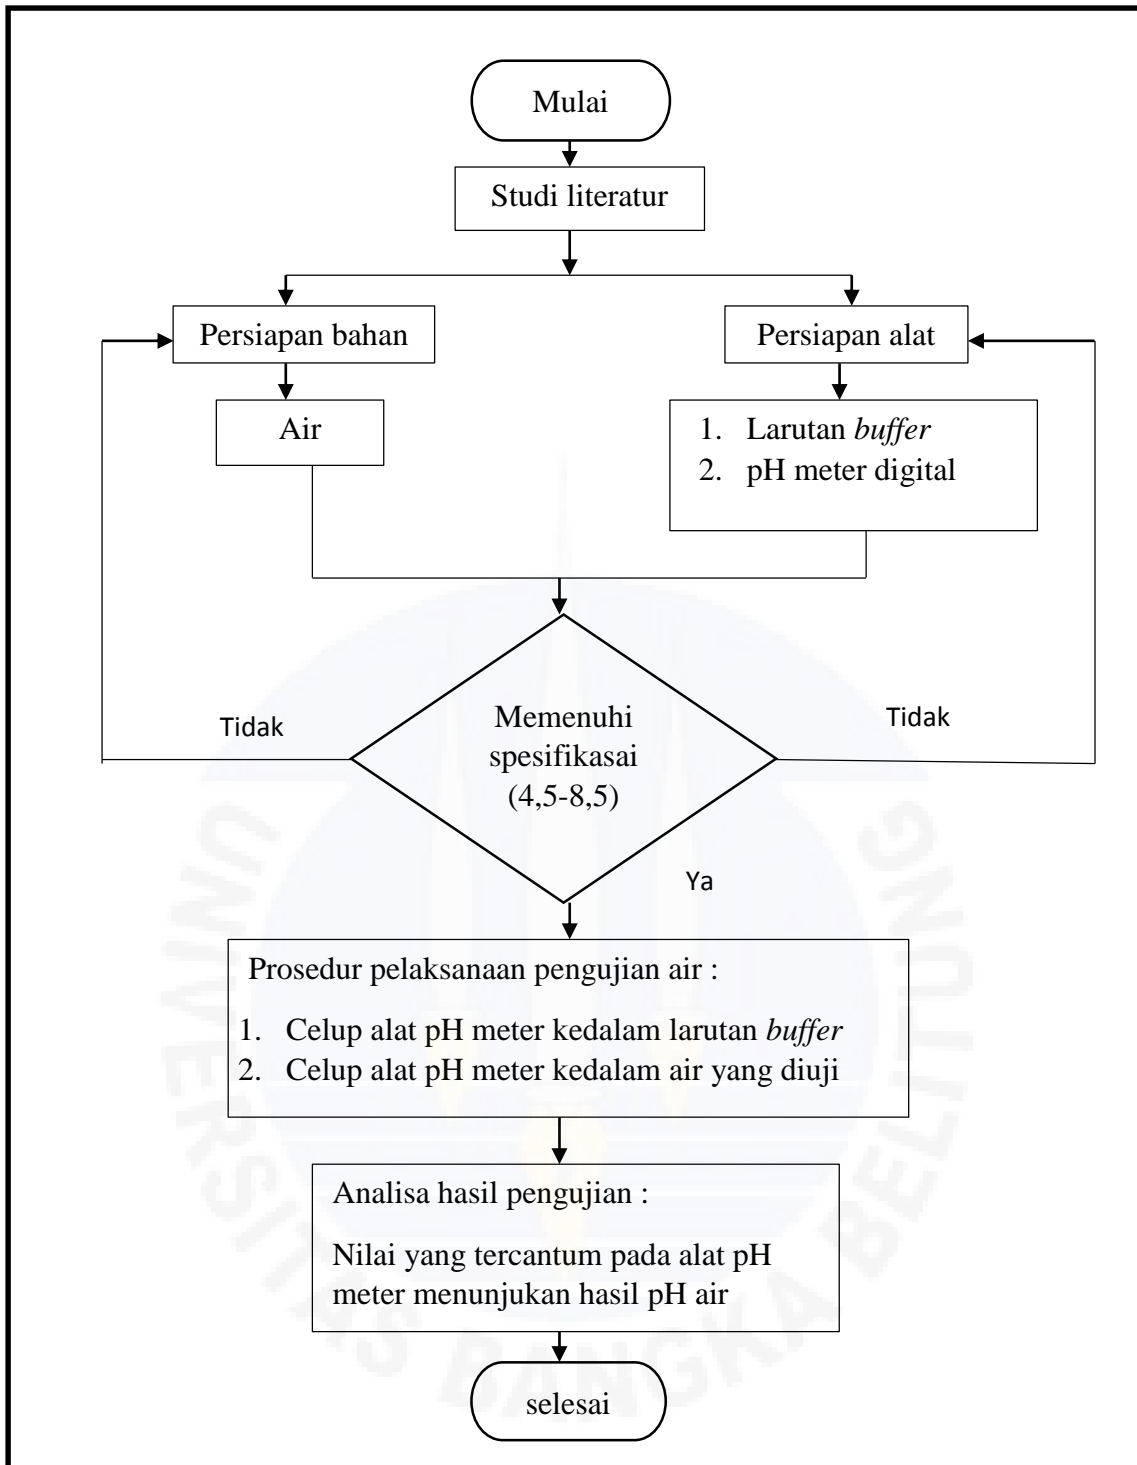 Mulai
Studi literatur
Persiapan bahan
Persiapan alat
Air
1. Larutan buffer
2. pH meter digital
Tidak
Memenuhi
spesifikasai
(4,5-8,5)
Tidak
Ya
Prosedur pelaksanaan pengujian air :
1. Celup alat pH meter kedalam larutan buffer
2. Celup alat pH meter kedalam air yang diuji
Analisa hasil pengujian :
Nilai yang tercantum pada alat pH
meter menunjukan hasil pH air
selesai
UNIVERSITAS BANGKA BELITUNG